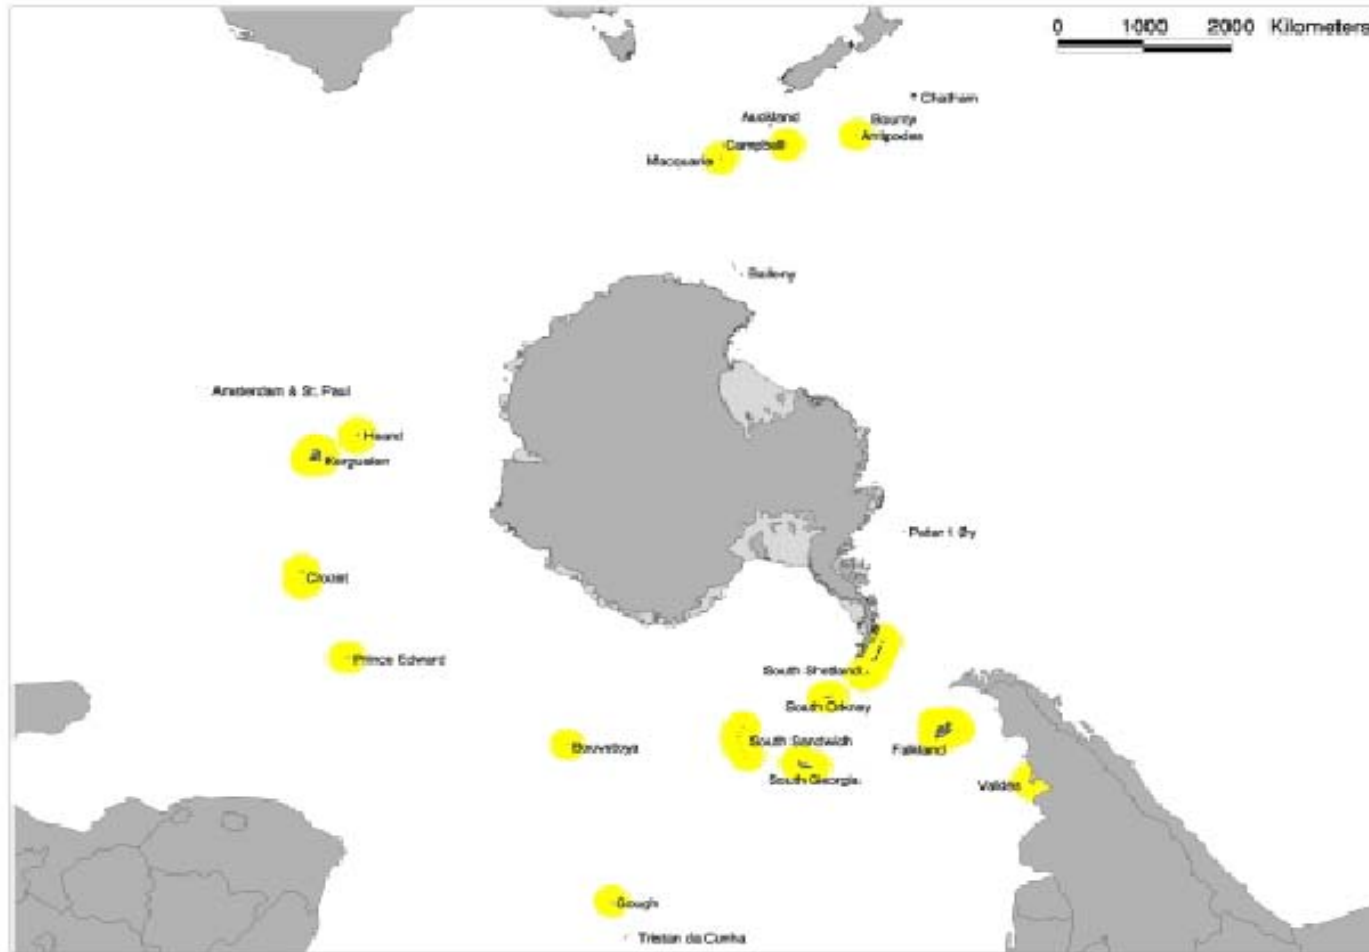 0 1000 2000 Kilometers
Chatham
Auckland
Bounty
Antipodes
Campbell
Macquarie
Balleny
Amsterdam & St. Paul
Heard
Kerguelen
Peter I Øy
Crozet
Prince Edward
South Shetland
South Orkney
South Sandwich
Bouvetoya
Falkland
South Georgia
Valdes
Gough
Tristan da Cunha